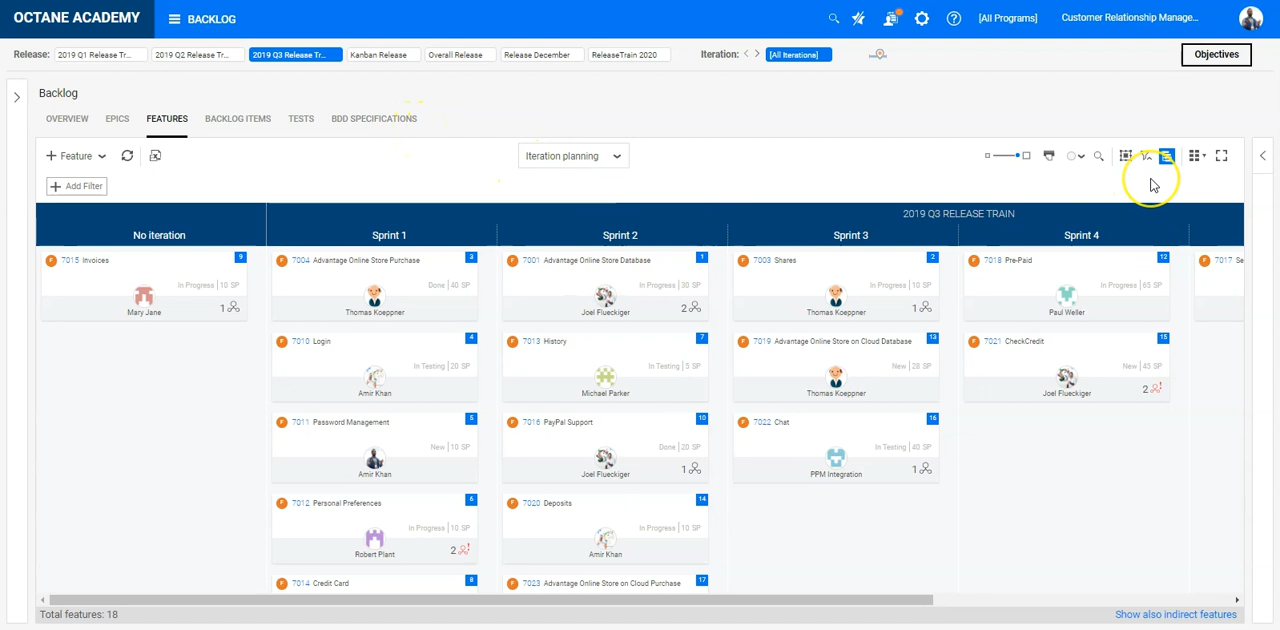 OCTANE ACADEMY
BACKLOG
[All Programs]
Customer Relationship Manage...
Release:
2019 Q1 Release Tr...
2019 Q2 Release Tr...
2019 Q3 Release Tr...
Kanban Release
Overall Release
Release December
ReleaseTrain 2020
Iteration:
[All Iterations]
Objectives
Backlog
OVERVIEW
EPICS
FEATURES
BACKLOG ITEMS
TESTS
BDD SPECIFICATIONS
Feature
Iteration planning
Add Filter
2019 Q3 RELEASE TRAIN
No iteration
Sprint 1
Sprint 2
Sprint 3
Sprint 4
F 7015 Invoices 9
In Progress | 10 SP
Mary Jane
1
F 7004 Advantage Online Store Purchase 3
Done | 40 SP
Thomas Koeppner
F 7010 Login 4
In Testing | 20 SP
Amir Khan
F 7011 Password Management 5
New | 10 SP
Amir Khan
F 7012 Personal Preferences 6
In Progress | 10 SP
Robert Plant
2
F 7014 Credit Card 8
F 7001 Advantage Online Store Database 1
In Progress | 30 SP
Joel Flueckiger
2
F 7013 History 7
In Testing | 5 SP
Michael Parker
F 7016 PayPal Support 10
Done | 20 SP
Joel Flueckiger
1
F 7020 Deposits 14
In Progress | 10 SP
Amir Khan
F 7023 Advantage Online Store on Cloud Purchase 17
F 7003 Shares 2
In Progress | 10 SP
Thomas Koeppner
1
F 7019 Advantage Online Store on Cloud Database 13
New | 28 SP
Thomas Koeppner
F 7022 Chat 16
In Testing | 40 SP
PPM Integration
1
F 7018 Pre-Paid 12
In Progress | 65 SP
Paul Weller
F 7021 CheckCredit 15
New | 45 SP
Joel Flueckiger
2
F 7017 Se
Total features: 18
Show also indirect features